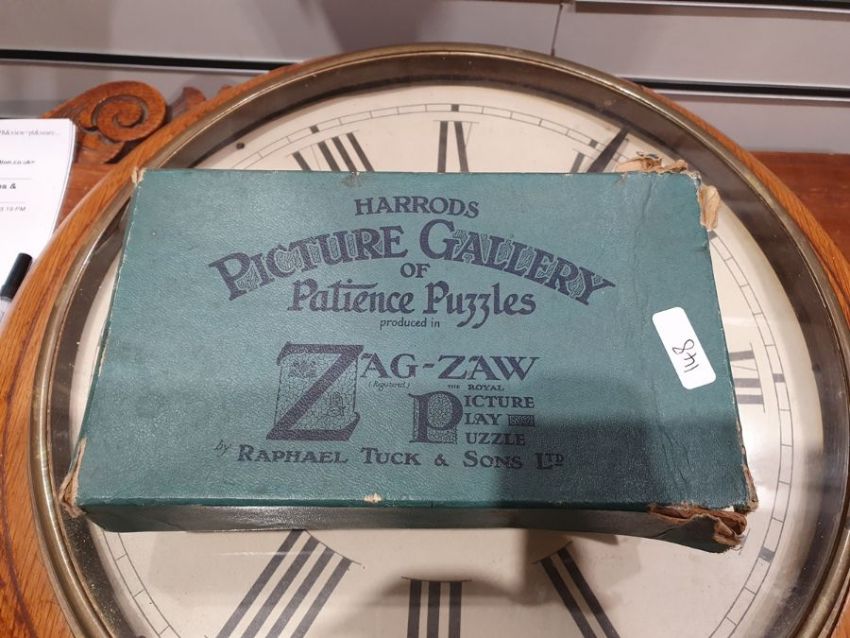 HARRODS
PICTURE GALLERY
OF
Patience Puzzles
produced in
ZAG-ZAW
(Registered)
THE ROYAL
PICTURE
PLAY
PUZZLE
by RAPHAEL TUCK & SONS LTD
148